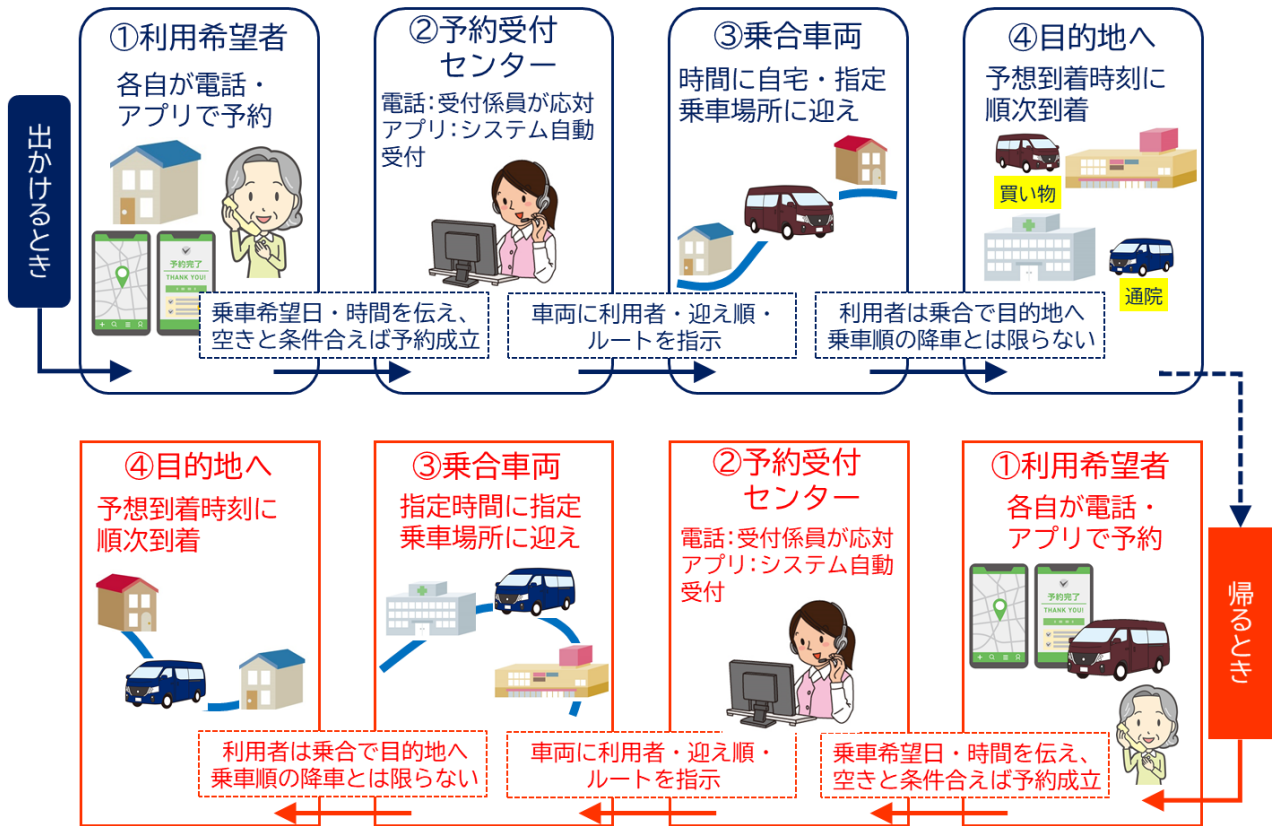 出かけるとき
①利用希望者
各自が電話・
アプリで予約
予約完了
THANK YOU!
乗車希望日・時間を伝え、
空きと条件合えば予約成立
②予約受付
センター
電話：受付係員が応対
アプリ：システム自動
受付
車両に利用者・迎え順・
ルートを指示
③乗合車両
時間に自宅・指定
乗車場所に迎え
利用者は乗合で目的地へ
乗車順の降車とは限らない
④目的地へ
予想到着時刻に
順次到着
買い物
通院
帰るとき
①利用希望者
各自が電話・
アプリで予約
予約完了
THANK YOU!
乗車希望日・時間を伝え、
空きと条件合えば予約成立
②予約受付
センター
電話：受付係員が応対
アプリ：システム自動
受付
車両に利用者・迎え順・
ルートを指示
③乗合車両
指定時間に指定
乗車場所に迎え
利用者は乗合で目的地へ
乗車順の降車とは限らない
④目的地へ
予想到着時刻に
順次到着